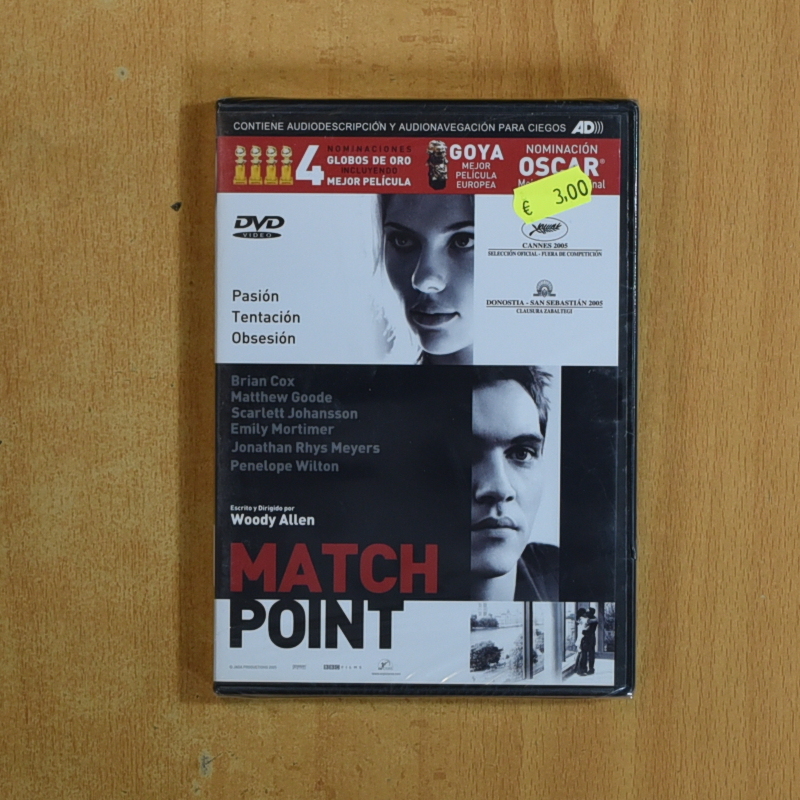 CONTIENE AUDIODESCRIPCIÓN Y AUDIONAVEGACIÓN PARA CIEGOS AD)))
4 NOMINACIONES
GLOBOS DE ORO
INCLUYENDO
MEJOR PELÍCULA
GOYA
MEJOR
PELÍCULA
EUROPEA
NOMINACIÓN
OSCAR®
€ 3,00
DVD
VIDEO
CANNES 2005
SELECCIÓN OFICIAL - FUERA DE COMPETICIÓN
DONOSTIA - SAN SEBASTIÁN 2005
CLAUSURA ZABALTEGI
Pasión
Tentación
Obsesión
Brian Cox
Matthew Goode
Scarlett Johansson
Emily Mortimer
Jonathan Rhys Meyers
Penelope Wilton
Escrito y Dirigido por
Woody Allen
MATCH
POINT
BBC FILMS